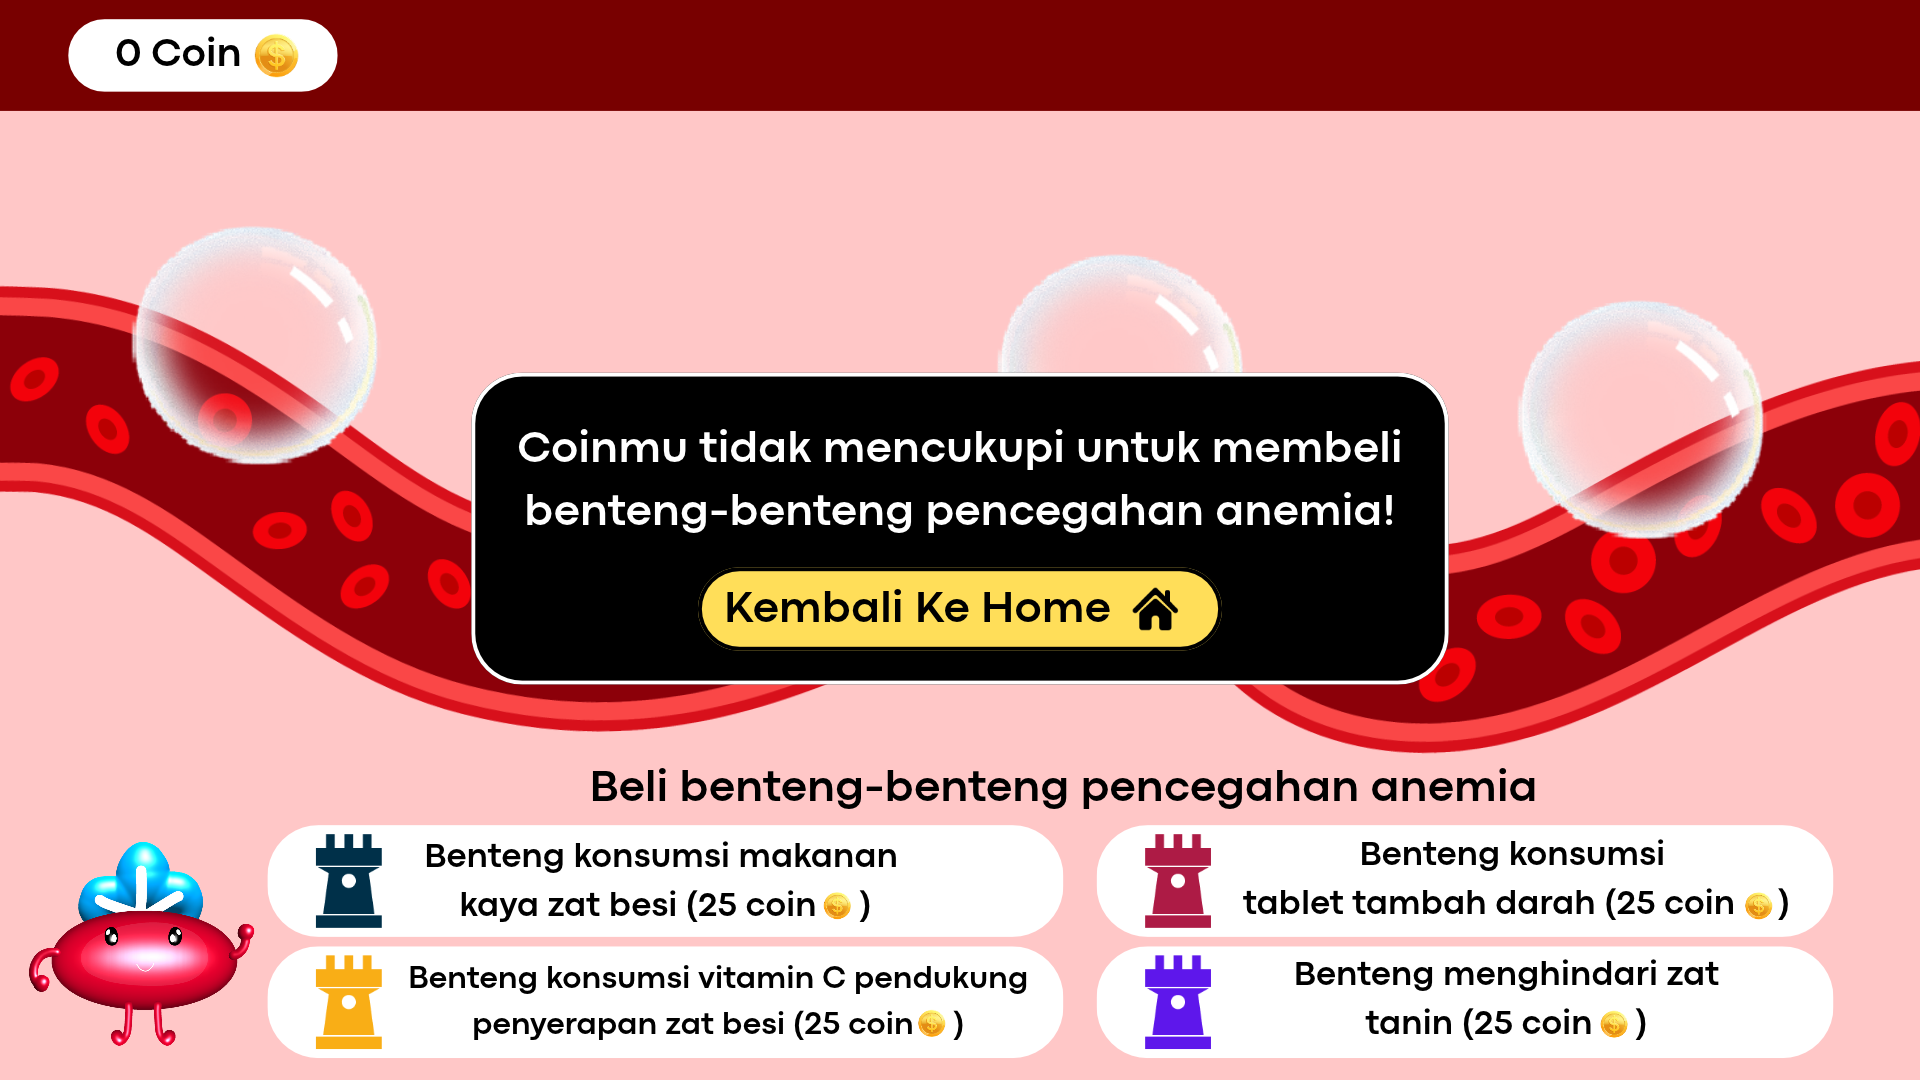 0 Coin
Coinmu tidak mencukupi untuk membeli
benteng-benteng pencegahan anemia!
Kembali Ke Home
Beli benteng-benteng pencegahan anemia
Benteng konsumsi makanan
kaya zat besi (25 coin )
Benteng konsumsi
tablet tambah darah (25 coin )
Benteng konsumsi vitamin C pendukung
penyerapan zat besi (25 coin )
Benteng menghindari zat
tanin (25 coin )